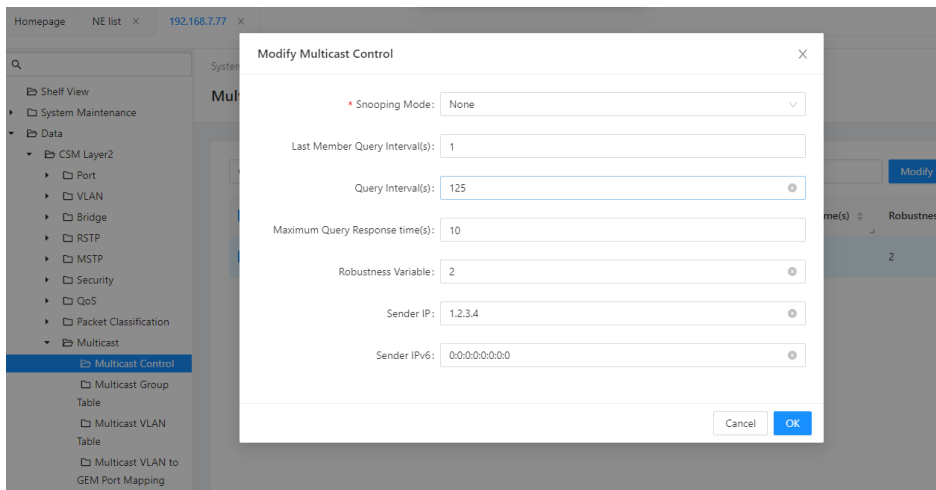 Homepage
NE list
192.168.7.77
Modify Multicast Control
System
Mul
Shelf View
System Maintenance
Data
CSM Layer2
Port
VLAN
Bridge
RSTP
MSTP
Security
QoS
Packet Classification
Multicast
Multicast Control
Multicast Group
Table
Multicast VLAN
Table
Multicast VLAN to
GEM Port Mapping
* Snooping Mode: None
Last Member Query Interval(s): 1
Query Interval(s): 125
Maximum Query Response time(s): 10
Robustness Variable: 2
Sender IP: 1.2.3.4
Sender IPv6: 0:0:0:0:0:0:0:0
Cancel
OK
Modify
me(s)
Robustnes
2